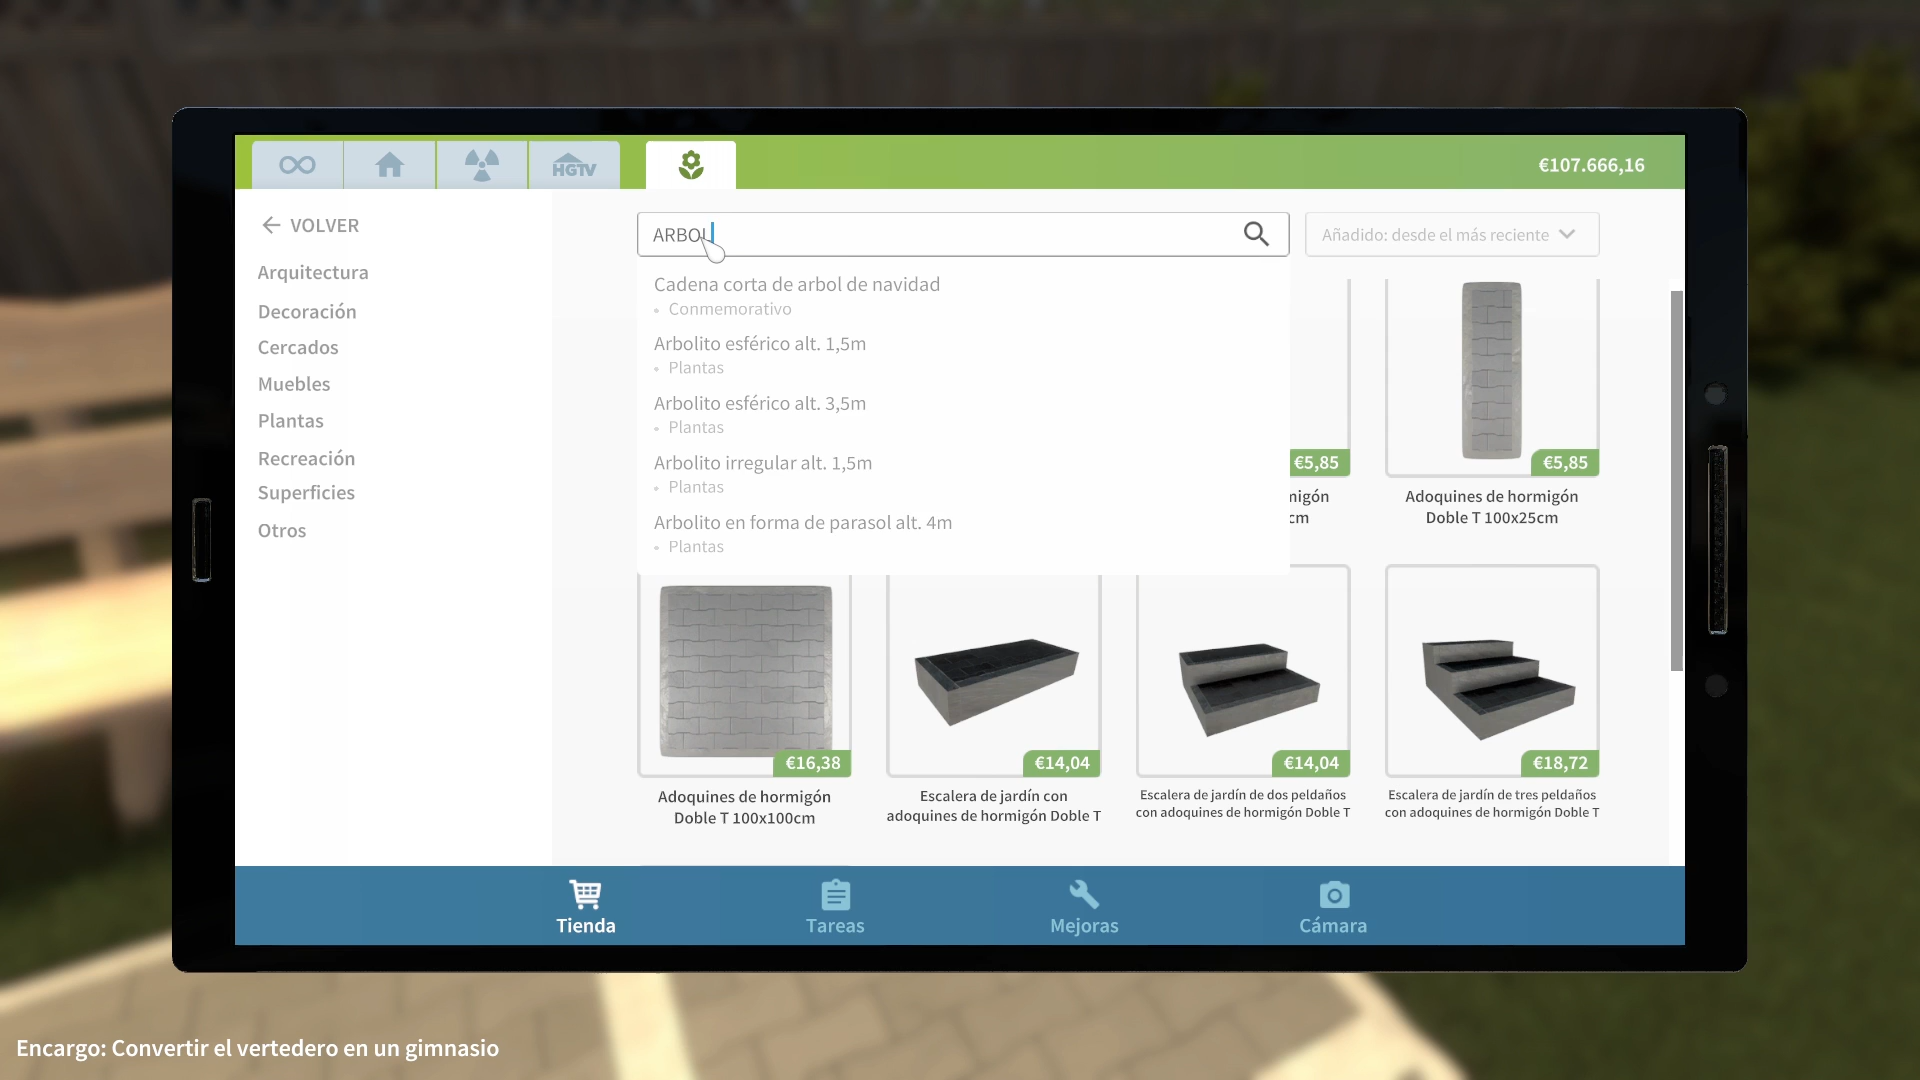 HGTV
€107.666,16
VOLVER
Arquitectura
Decoración
Cercados
Muebles
Plantas
Recreación
Superficies
Otros
ARBOL
Añadido: desde el más reciente
Cadena corta de arbol de navidad
• Conmemorativo
Arbolito esférico alt. 1,5m
• Plantas
Arbolito esférico alt. 3,5m
• Plantas
Arbolito irregular alt. 1,5m
• Plantas
Arbolito en forma de parasol alt. 4m
• Plantas
€5,85
cm
€5,85
Adoquines de hormigón
Doble T 100x25cm
€16,38
Adoquines de hormigón
Doble T 100x100cm
€14,04
Escalera de jardín con
adoquines de hormigón Doble T
€14,04
Escalera de jardín de dos peldaños
con adoquines de hormigón Doble T
€18,72
Escalera de jardín de tres peldaños
con adoquines de hormigón Doble T
Tienda
Tareas
Mejoras
Cámara
Encargo: Convertir el vertedero en un gimnasio